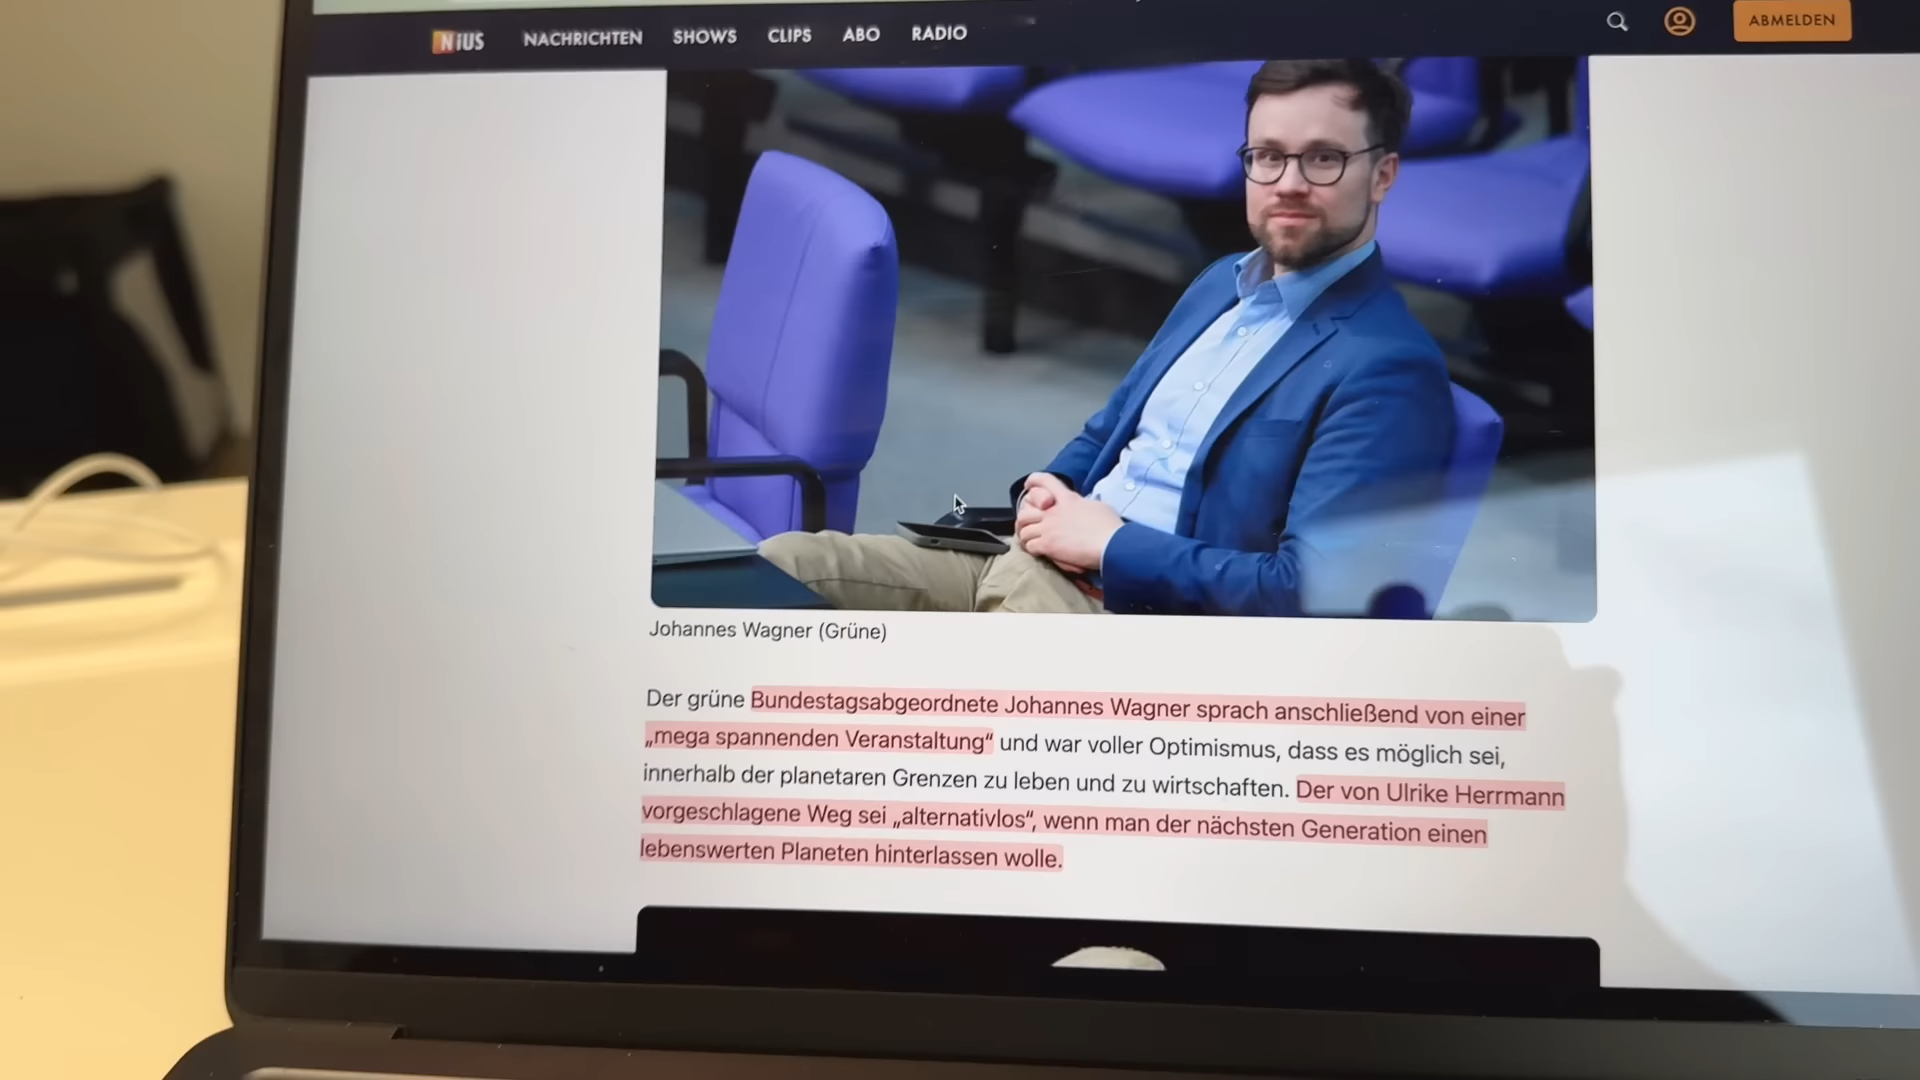 NiUS NACHRICHTEN SHOWS CLIPS ABO RADIO ABMELDEN
Johannes Wagner (Grüne)
Der grüne Bundestagsabgeordnete Johannes Wagner sprach anschließend von einer
„mega spannenden Veranstaltung“ und war voller Optimismus, dass es möglich sei,
innerhalb der planetaren Grenzen zu leben und zu wirtschaften. Der von Ulrike Herrmann
vorgeschlagene Weg sei „alternativlos“, wenn man der nächsten Generation einen
lebenswerten Planeten hinterlassen wolle.